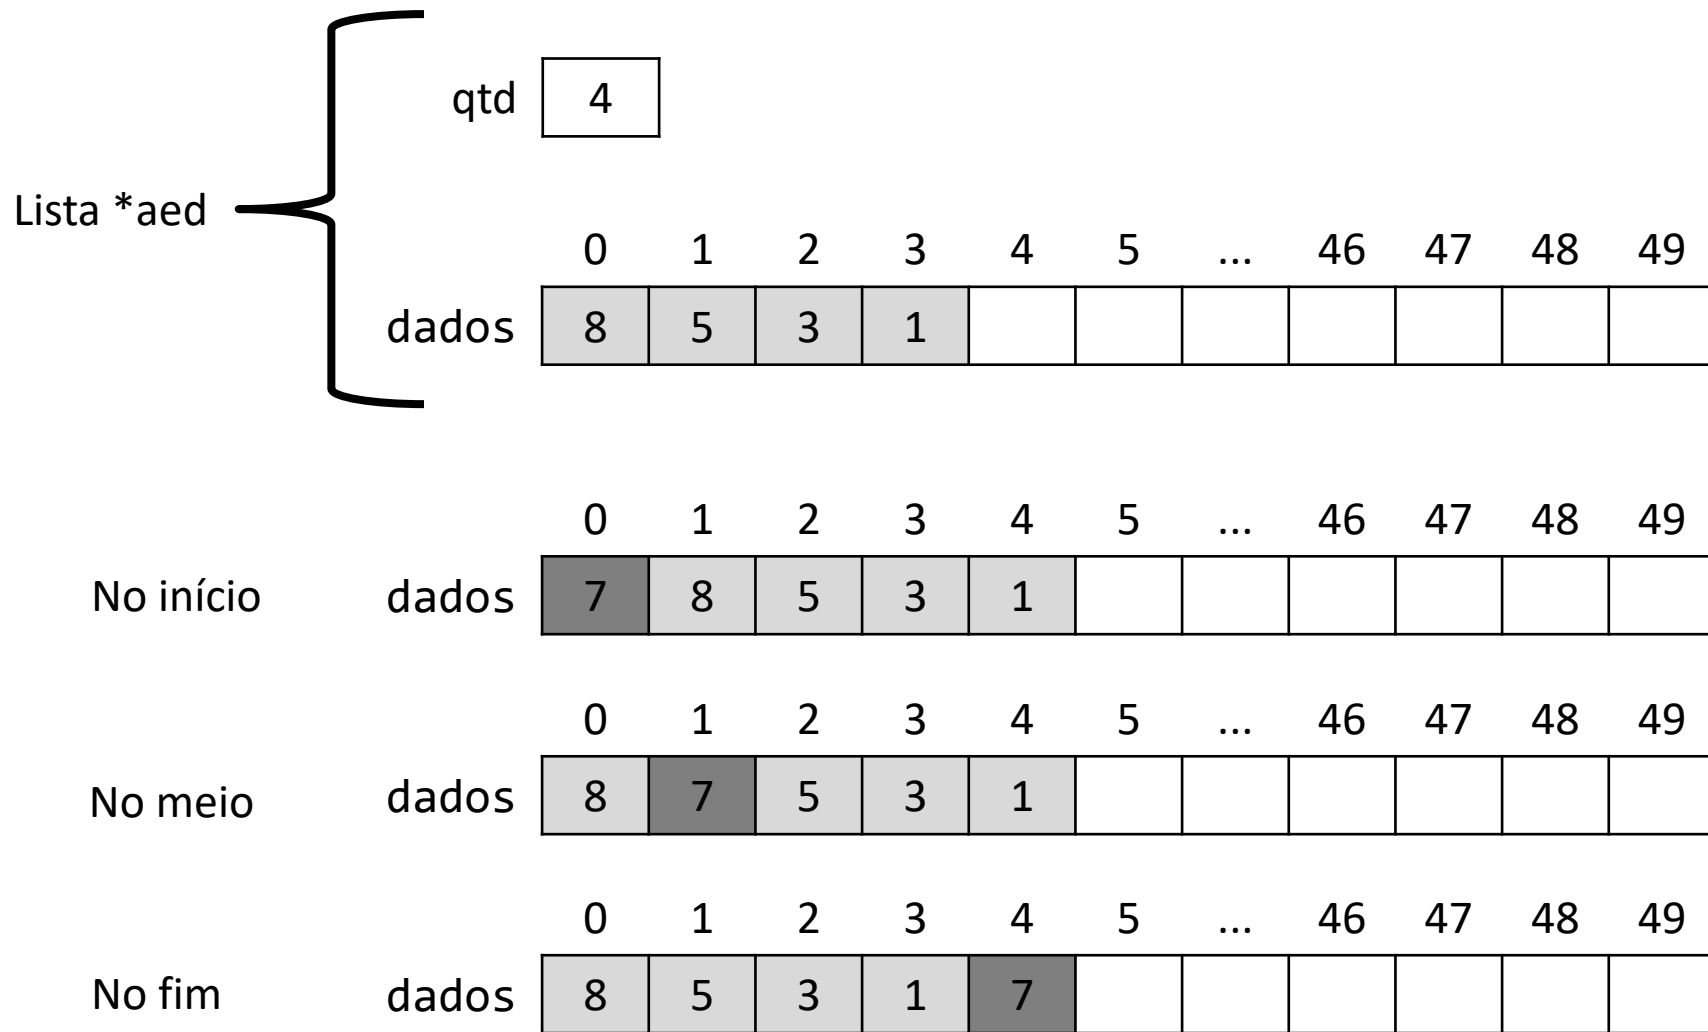 qtd 4
Lista *aed
0 1 2 3 4 5 ... 46 47 48 49
dados 8 5 3 1
0 1 2 3 4 5 ... 46 47 48 49
No início dados 7 8 5 3 1
0 1 2 3 4 5 ... 46 47 48 49
No meio dados 8 7 5 3 1
0 1 2 3 4 5 ... 46 47 48 49
No fim dados 8 5 3 1 7